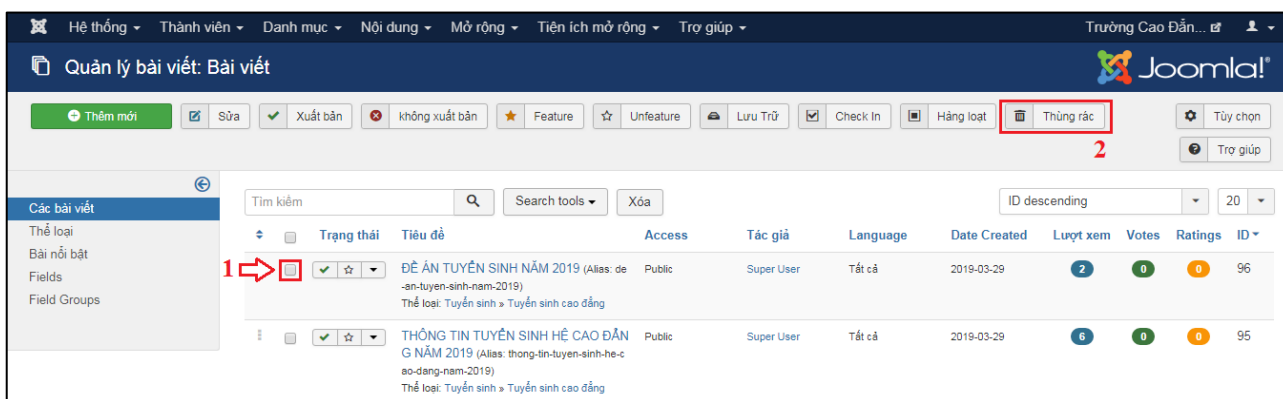 Hệ thống Thành viên Danh mục Nội dung Mở rộng Tiện ích mở rộng Trợ giúp Trường Cao Đẳn...
Quản lý bài viết: Bài viết Joomla!®
Thêm mới Sửa Xuất bản không xuất bản Feature Unfeature Lưu Trữ Check In Hàng loạt Thùng rác Tùy chọn
2 Trợ giúp
Các bài viết
Thể loại
Bài nổi bật
Fields
Field Groups
Tìm kiếm Search tools Xóa ID descending 20
Trạng thái Tiêu đề Access Tác giả Language Date Created Lượt xem Votes Ratings ID
1 ĐỀ ÁN TUYỂN SINH NĂM 2019 (Alias: de Public Super User Tất cả 2019-03-29 2 0 0 96
-an-tuyen-sinh-nam-2019)
Thể loại: Tuyển sinh » Tuyển sinh cao đẳng
THÔNG TIN TUYỂN SINH HỆ CAO ĐẲN Public Super User Tất cả 2019-03-29 6 0 0 95
G NĂM 2019 (Alias: thong-tin-tuyen-sinh-he-c
ao-dang-nam-2019)
Thể loại: Tuyển sinh » Tuyển sinh cao đẳng